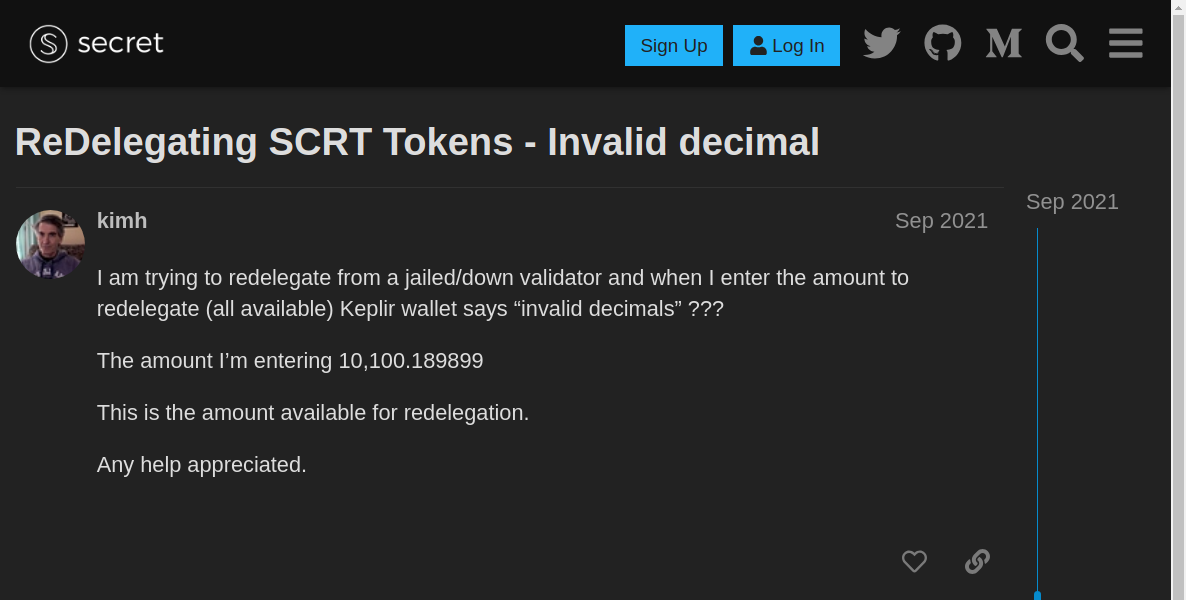 secret
Sign Up
Log In
ReDelegating SCRT Tokens - Invalid decimal
Sep 2021
kimh
Sep 2021
I am trying to redelegate from a jailed/down validator and when I enter the amount to
redelegate (all available) Keplir wallet says “invalid decimals” ???
The amount I’m entering 10,100.189899
This is the amount available for redelegation.
Any help appreciated.